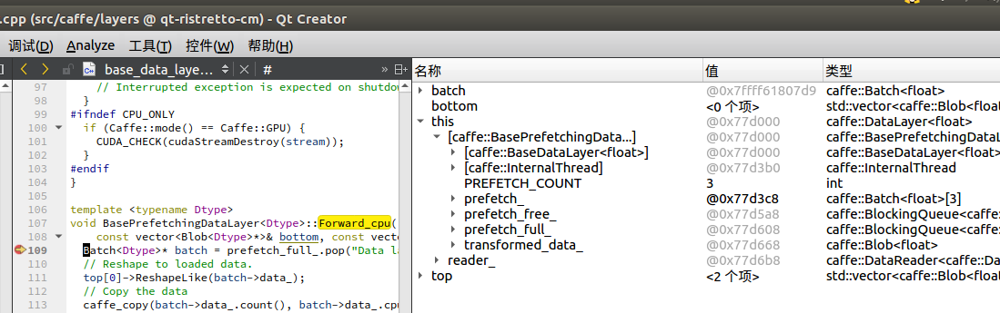 .cpp (src/caffe/layers @ qt-ristretto-cm) - Qt Creator
调试(D) Analyze 工具(T) 控件(W) 帮助(H)
base_data_laye... #
97 // Interrupted exception is expected on shutdow
98 }
99 #ifndef CPU_ONLY
100 if (Caffe::mode() == Caffe::GPU) {
101 CUDA_CHECK(cudaStreamDestroy(stream));
102 }
103 #endif
104 }
105
106 template <typename Dtype>
107 void BasePrefetchingDataLayer<Dtype>::Forward_cpu(
108 const vector<Blob<Dtype>*>& bottom, const vect
109 Batch<Dtype>* batch = prefetch_full_.pop("Data la
110 // Reshape to loaded data.
111 top[0]->ReshapeLike(batch->data_);
112 // Copy the data
113 caffe_copy(batch->data_.count(), batch->data_.cpu
名称 值 类型
batch @0x7ffff61807d9 caffe::Batch<float>
bottom <0 个项> std::vector<caffe::Blob<float
this @0x77d000 caffe::DataLayer<float>
[caffe::BasePrefetchingData...] @0x77d000 caffe::BasePrefetchingDataL
[caffe::BaseDataLayer<float>] @0x77d000 caffe::BaseDataLayer<float>
[caffe::InternalThread] @0x77d3b0 caffe::InternalThread
PREFETCH_COUNT 3 int
prefetch_ @0x77d3c8 caffe::Batch<float>[3]
prefetch_free_ @0x77d5a8 caffe::BlockingQueue<caffe:
prefetch_full_ @0x77d608 caffe::BlockingQueue<caffe:
transformed_data_ @0x77d668 caffe::Blob<float>
reader_ @0x77d6b8 caffe::DataReader<caffe::Da
top <2 个项> std::vector<caffe::Blob<float